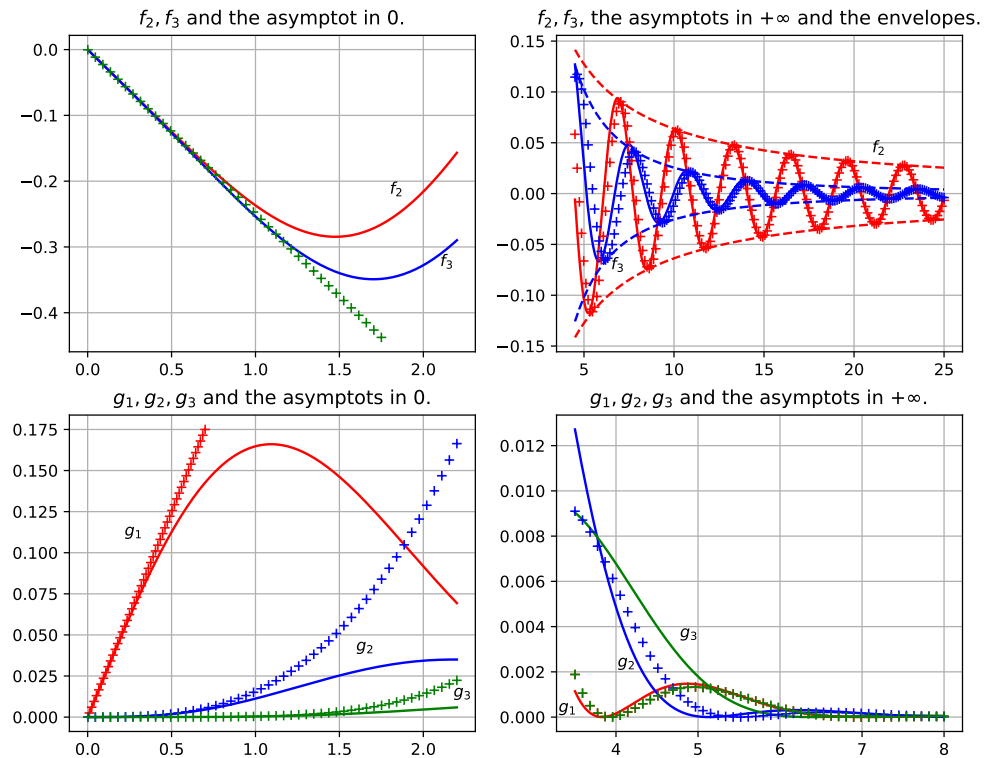 f₂, f₃ and the asymptot in 0.
0.0
−0.1
−0.2
−0.3
−0.4
f₂
f₃
0.0 0.5 1.0 1.5 2.0
f₂, f₃, the asymptots in +∞ and the envelopes.
0.15
0.10
0.05
0.00
−0.05
−0.10
−0.15
f₂
f₃
5 10 15 20 25
g₁, g₂, g₃ and the asymptots in 0.
0.175
0.150
0.125
0.100
0.075
0.050
0.025
0.000
g₁
g₂
g₃
0.0 0.5 1.0 1.5 2.0
g₁, g₂, g₃ and the asymptots in +∞.
0.012
0.010
0.008
0.006
0.004
0.002
0.000
g₃
g₂
g₁
4 5 6 7 8